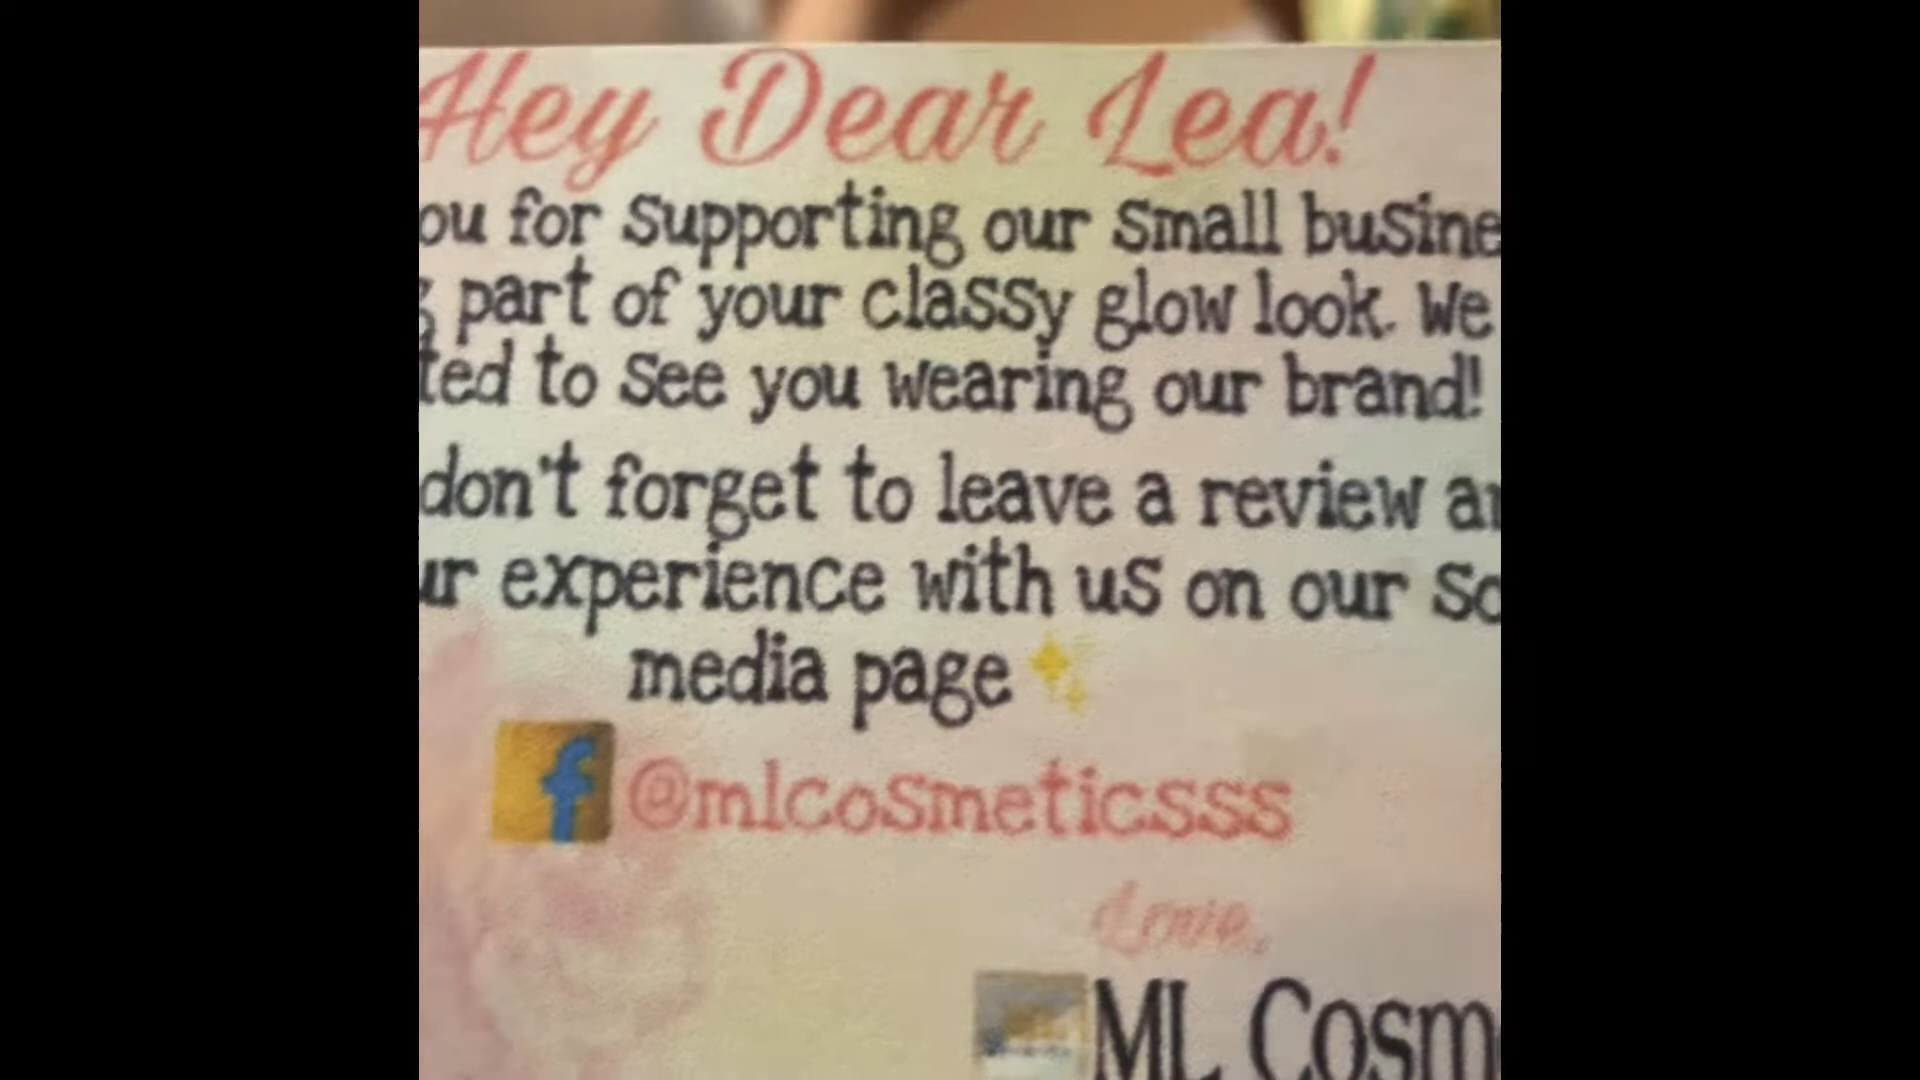 Hey Dear Lea!
ou for supporting our small busine
g part of your classy glow look. We
ted to see you wearing our brand!
don't forget to leave a review an
ur experience with us on our so
media page
f @mlcosmeticsss
Love,
ML Cosm